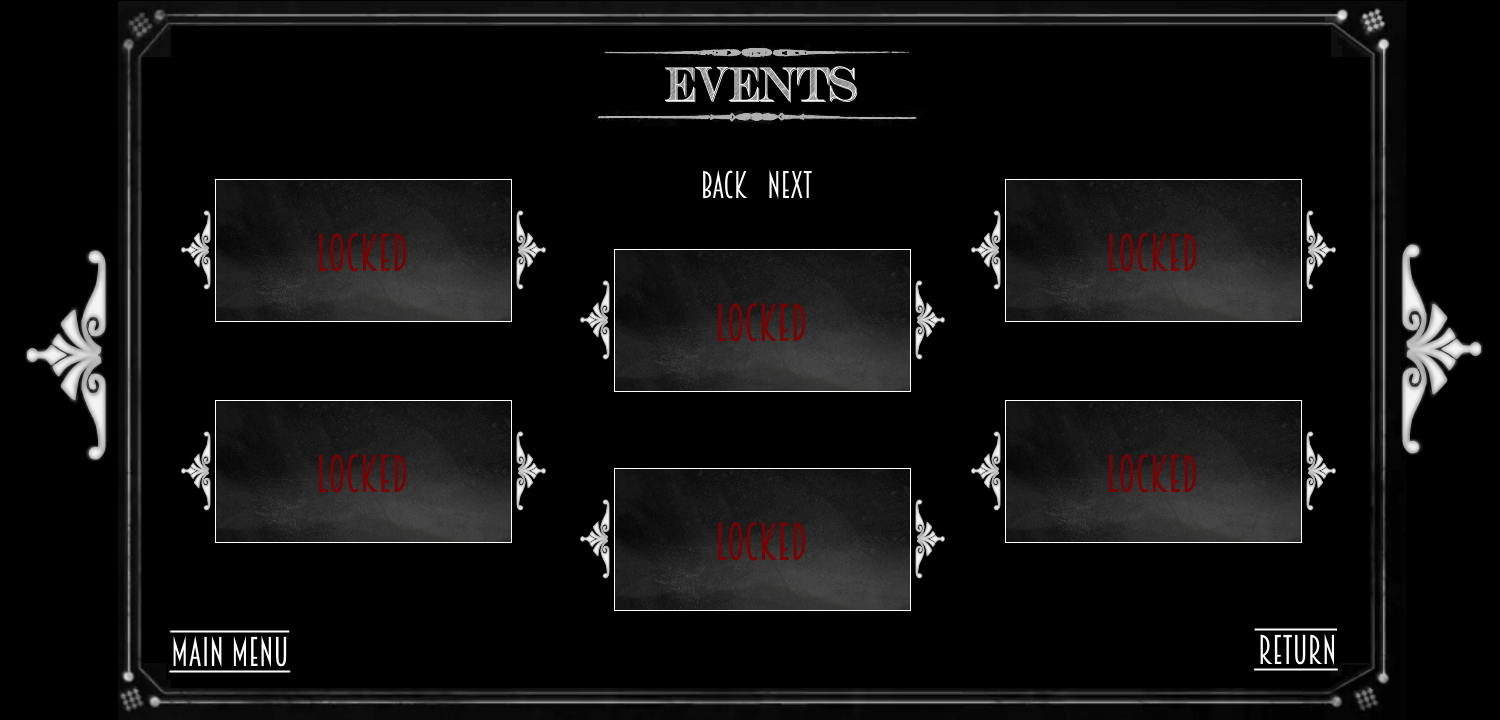 EVENTS
BACK NEXT
LOCKED
LOCKED
LOCKED
LOCKED
LOCKED
LOCKED
MAIN MENU
RETURN